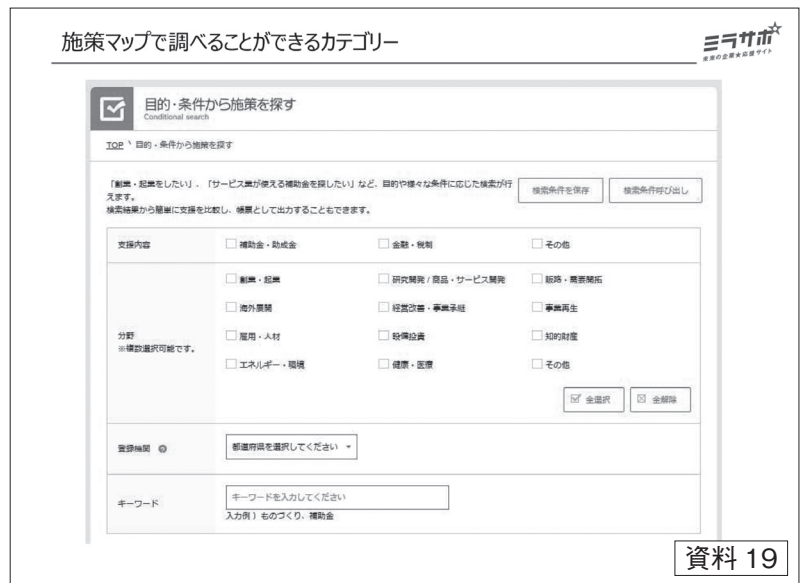 施策マップで調べることができるカテゴリー
ミラサポ
未来の企業★応援サイト
目的・条件から施策を探す
Conditional search
TOP \ 目的・条件から施策を探す
「創業・起業をしたい」、「サービス業が使える補助金を探したい」など、目的や様々な条件に応じた検索が行
えます。
検索結果から簡単に支援を比較し、帳票として出力することもできます。
検索条件を保存 検索条件呼び出し
支援内容 補助金・助成金 金融・税制 その他
創業・起業 研究開発 / 商品・サービス開発 販路・需要開拓
海外展開 経営改善・事業承継 事業再生
分野
※複数選択可能です。
雇用・人材 設備投資 知的財産
エネルギー・環境 健康・医療 その他
全選択 全解除
登録機関 都道府県を選択してください
キーワード キーワードを入力してください
入力例 ) ものづくり、補助金
資料 19